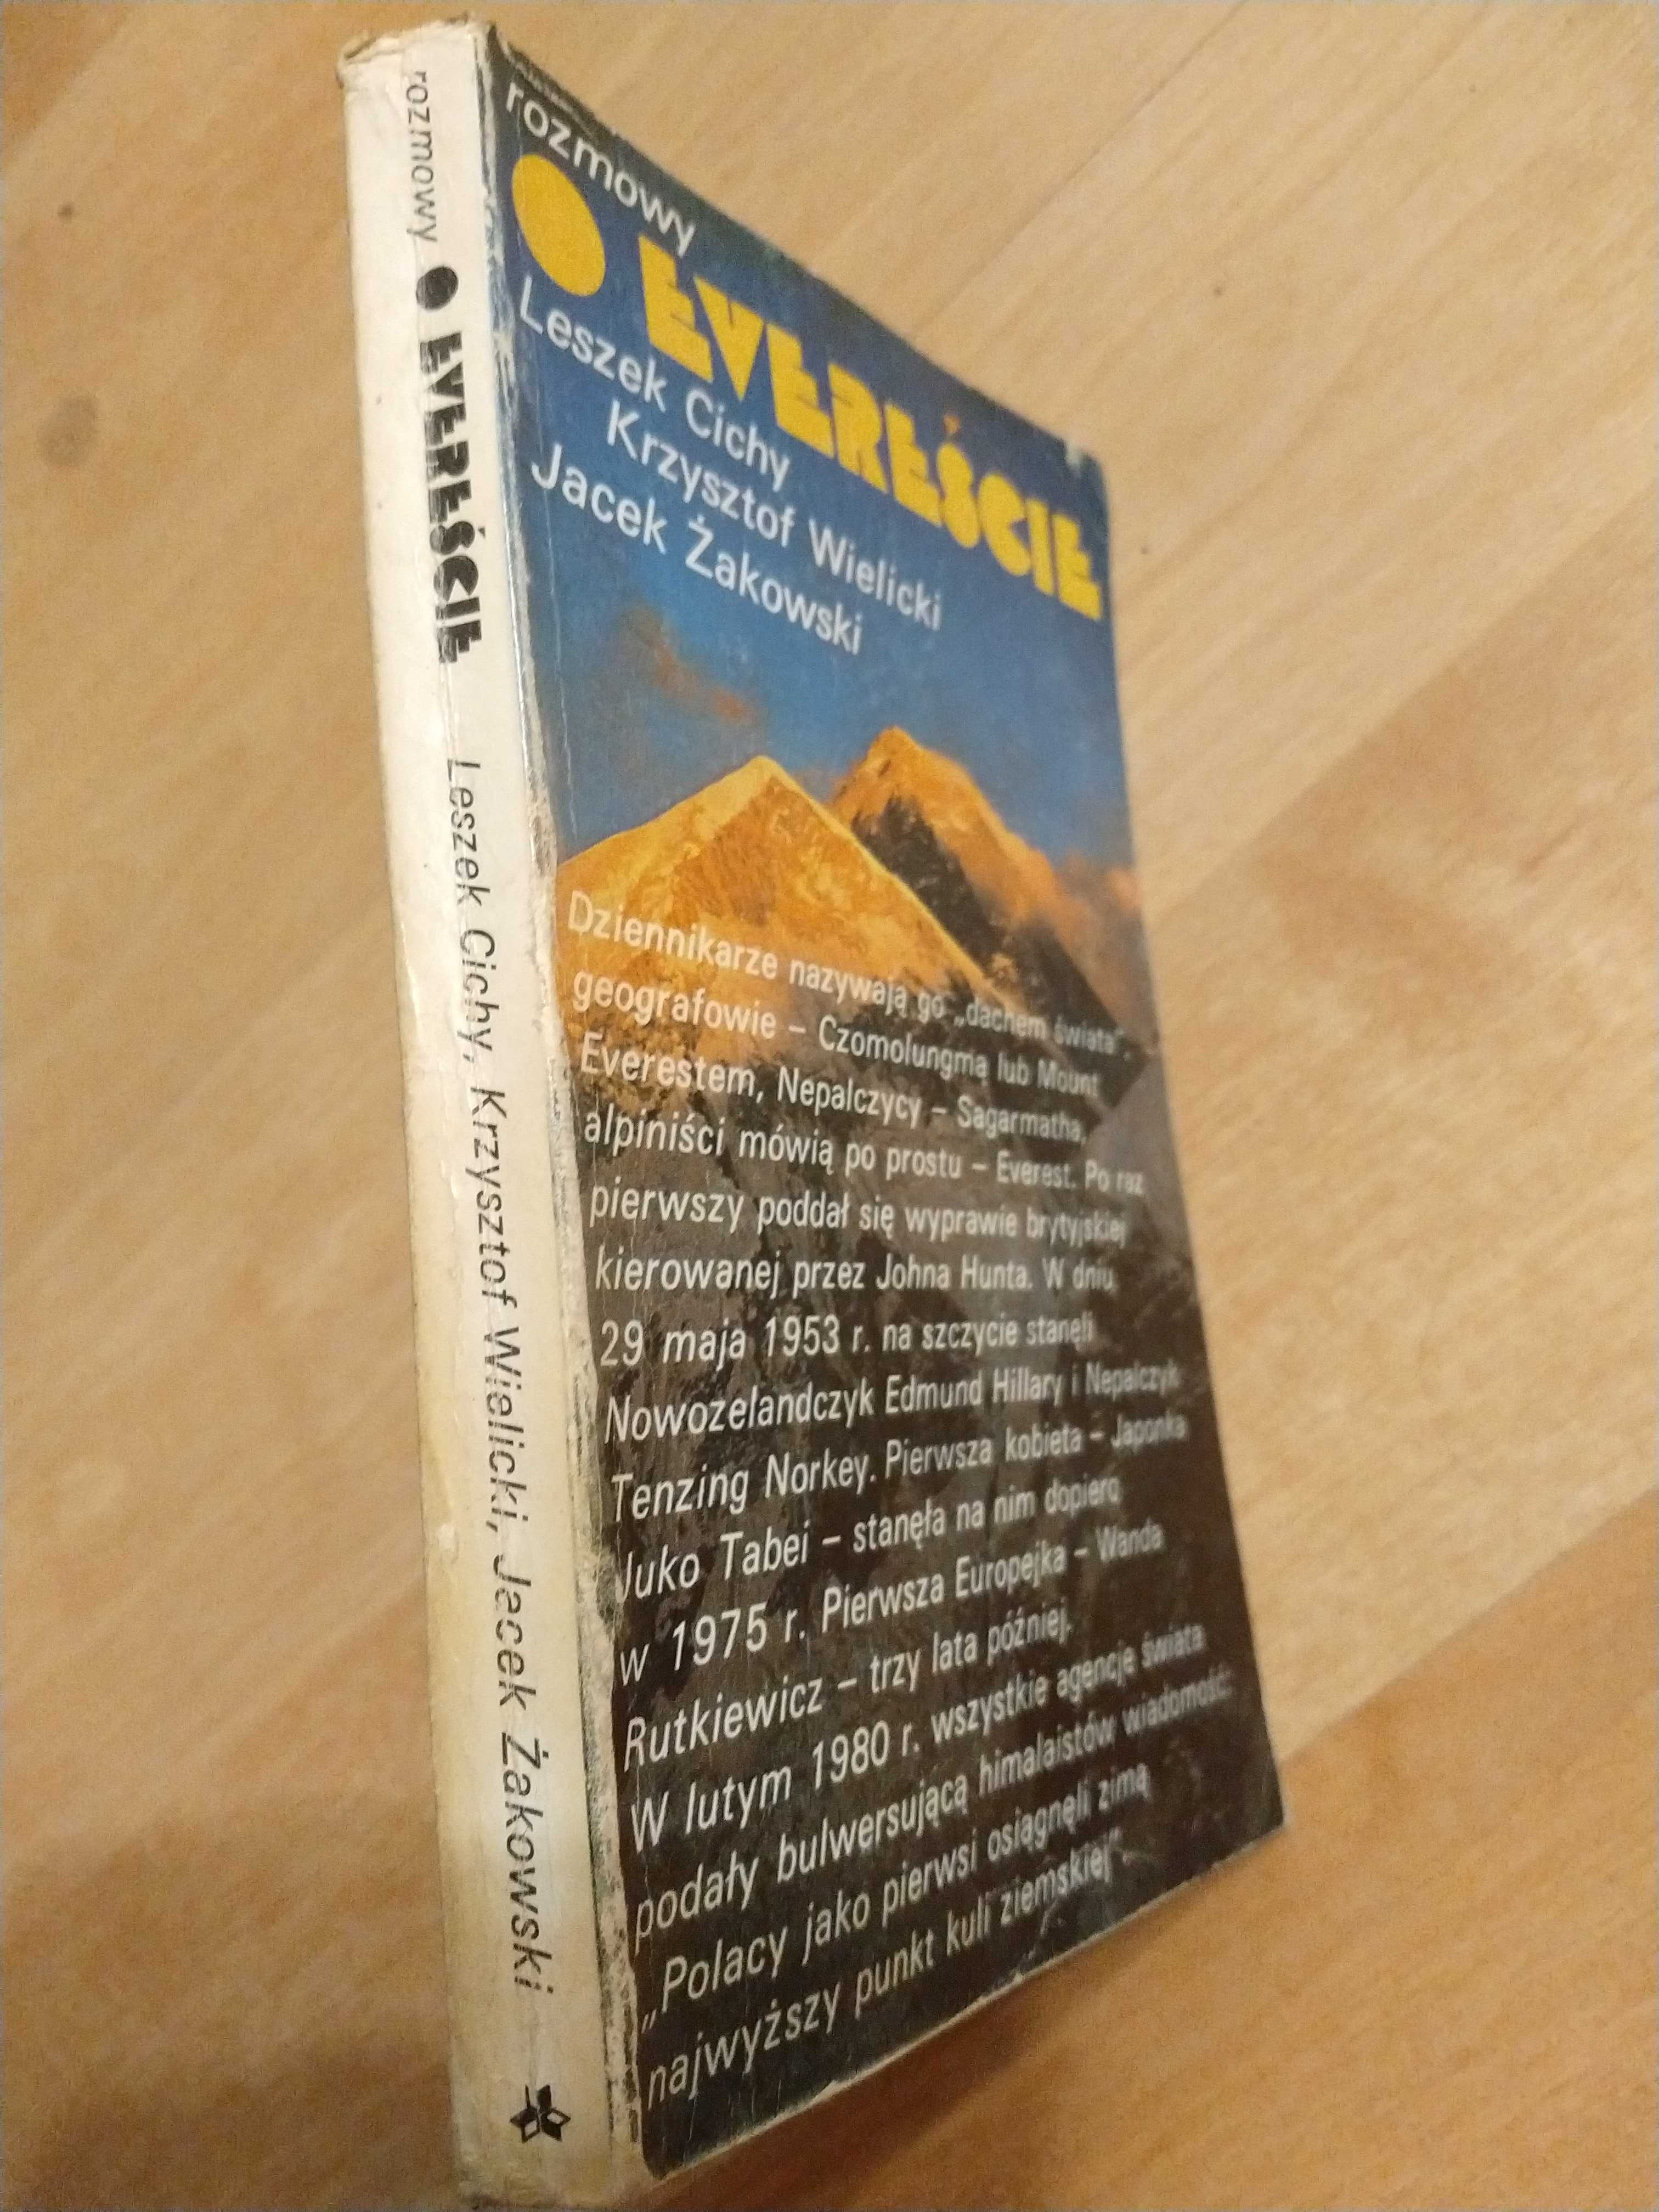 rozmowy ● EVEREŚCIE Leszek Cichy, Krzysztof Wielicki, Jacek Żakowski
rozmowy
● EVEREŚCIE
Leszek Cichy
Krzysztof Wielicki
Jacek Żakowski
Dziennikarze nazywają go „dachem świata”,
geografowie – Czomolungmą lub Mount
Everestem, Nepalczycy – Sagarmatha,
alpiniści mówią po prostu – Everest. Po raz
pierwszy poddał się wyprawie brytyjskiej
kierowanej przez Johna Hunta. W dniu
29 maja 1953 r. na szczycie stanęli
Nowozelandczyk Edmund Hillary i Nepalczyk
Tenzing Norkey. Pierwsza kobieta – Japonka
Juko Tabei – stanęła na nim dopiero
w 1975 r. Pierwsza Europejka – Wanda
Rutkiewicz – trzy lata później.
W lutym 1980 r. wszystkie agencje świata
podały bulwersującą himalaistów wiadomość:
„Polacy jako pierwsi osiągnęli zimą
najwyższy punkt kuli ziemskiej”.